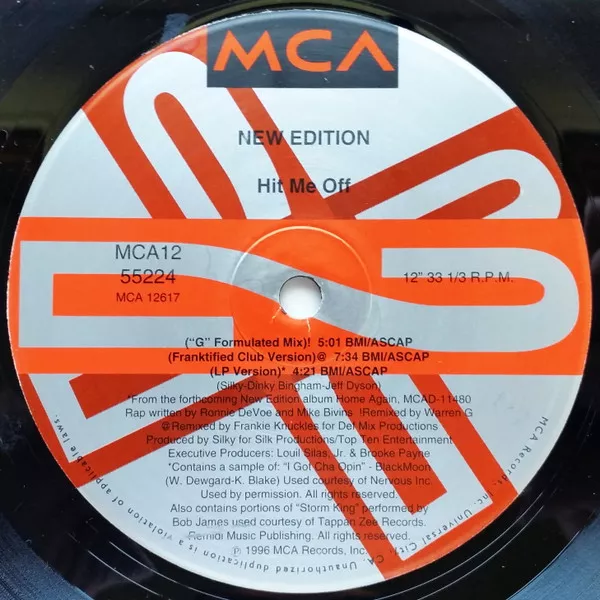 MCA
NEW EDITION
Hit Me Off
MCA12
55224
MCA 12617
12" 33 1/3 R.P.M.
("G" Formulated Mix)! 5:01 BMI/ASCAP
(Franktified Club Version)@ 7:34 BMI/ASCAP
(LP Version)* 4:21 BMI/ASCAP
(Silky-Dinky Bingham-Jeff Dyson)
*From the forthcoming New Edition album Home Again, MCAD-11480
Rap written by Ronnie DeVoe and Mike Bivins !Remixed by Warren G
@Remixed by Frankie Knuckles for Def Mix Productions
Produced by Silky for Silk Productions/Top Ten Entertainment
Executive Producers: Louil Silas, Jr. & Brooke Payne
*Contains a sample of: "I Got Cha Opin" - BlackMoon
(W. Dewgard-K. Blake) Used courtesy of Nervous Inc.
Used by permission. All rights reserved.
Also contains portions of "Storm King" performed by
Bob James used courtesy of Tappan Zee Records.
Remidi Music Publishing. All rights reserved.
℗ 1996 MCA Records, Inc.
MCA Records, Inc. Universal City, CA. Unauthorized duplication is a violation of applicable laws.